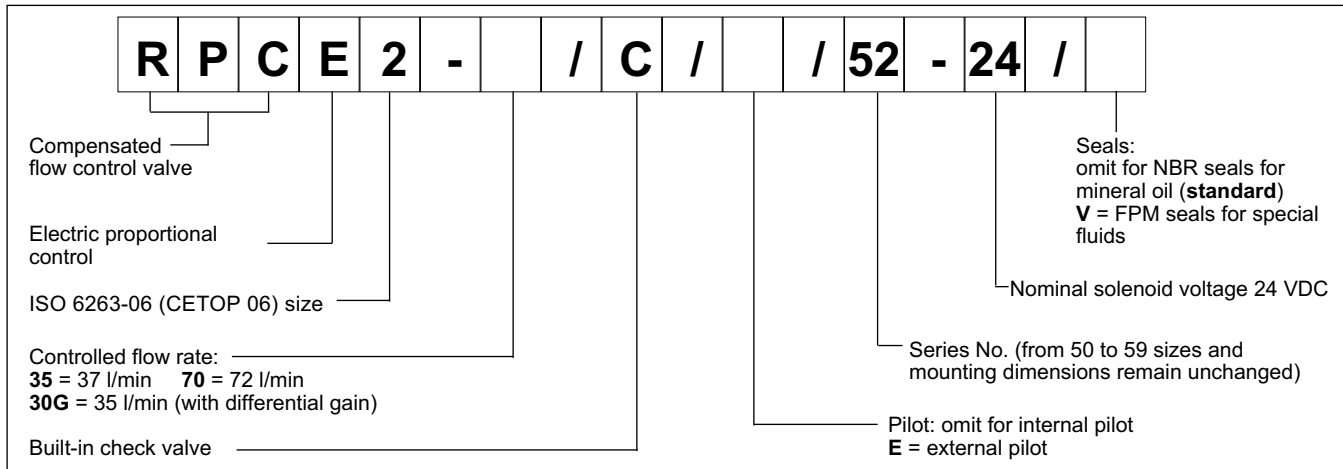 R P C E 2 - / C / / 52 - 24 /
Compensated
flow control valve
Electric proportional
control
ISO 6263-06 (CETOP 06) size
Controlled flow rate:
35 = 37 l/min 70 = 72 l/min
30G = 35 l/min (with differential gain)
Built-in check valve
Seals:
omit for NBR seals for
mineral oil (standard)
V = FPM seals for special
fluids
Nominal solenoid voltage 24 VDC
Series No. (from 50 to 59 sizes and
mounting dimensions remain unchanged)
Pilot: omit for internal pilot
E = external pilot